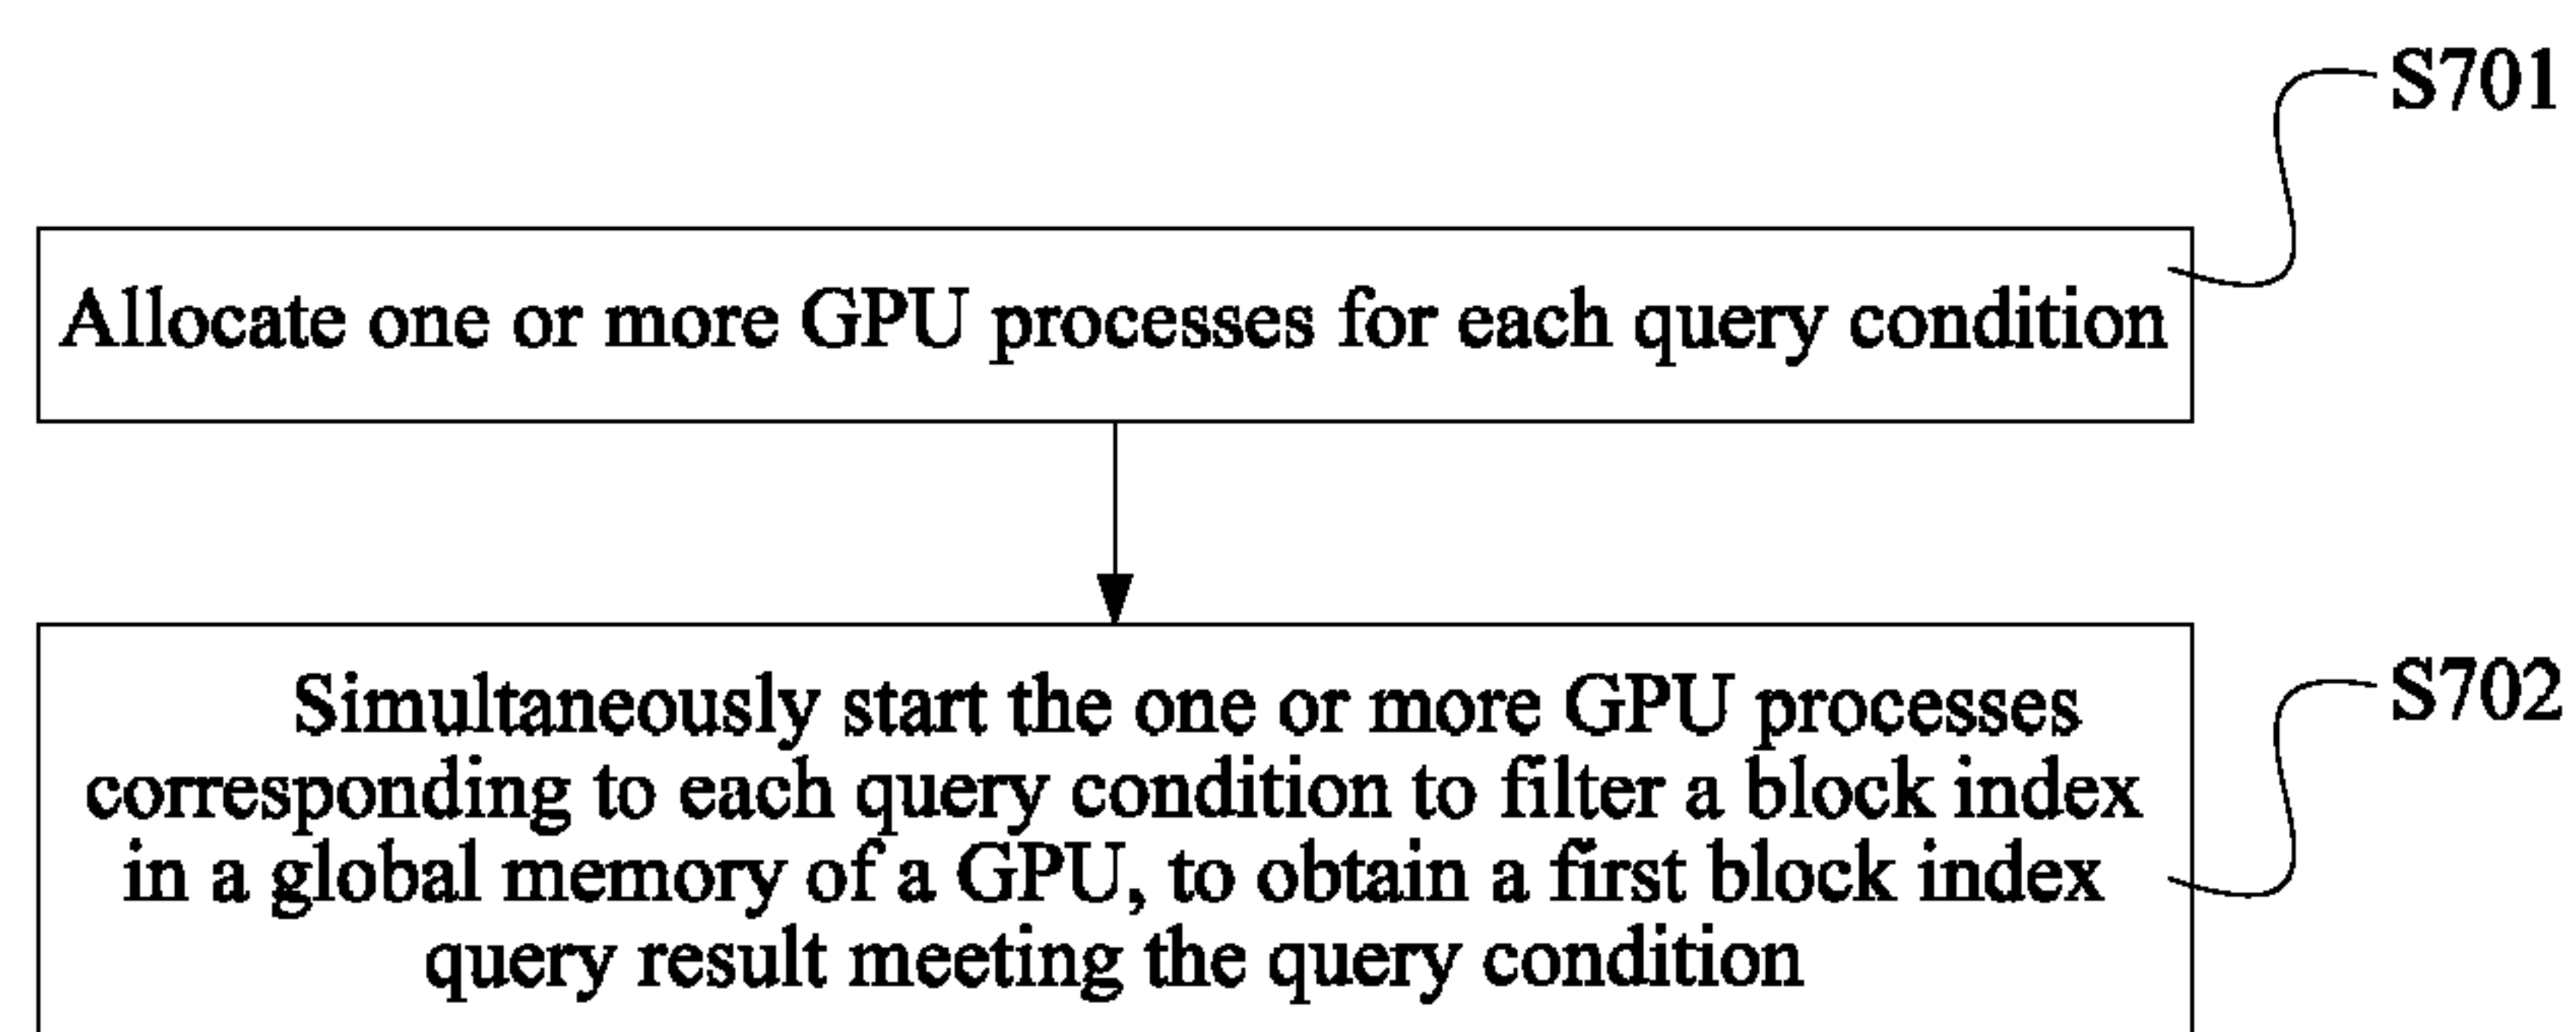 S701
Allocate one or more GPU processes for each query condition
Simultaneously start the one or more GPU processes
S702
corresponding to each query condition to filter a block index
in a global memory of a GPU, to obtain a first block index
query result meeting the query condition